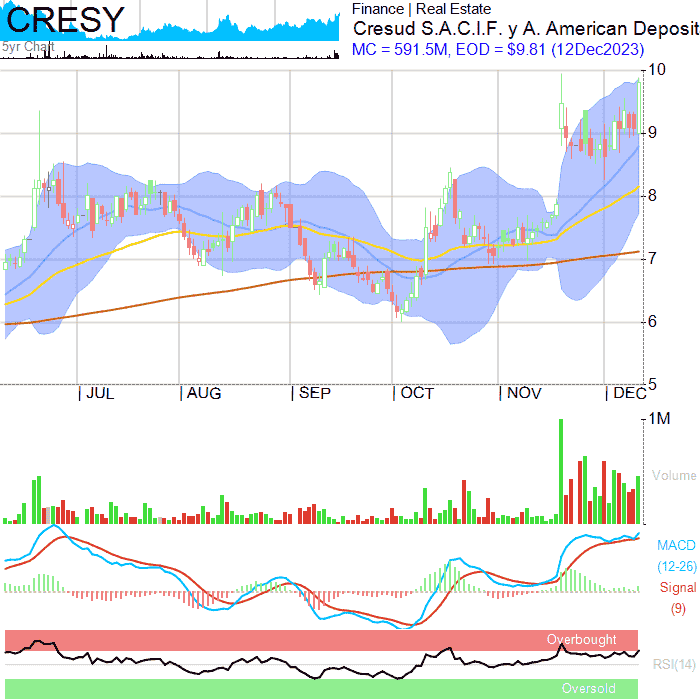 CRESY
5yr Chart
Finance | Real Estate
Cresud S.A.C.I.F. y A. American Deposit
MC = 591.5M, EOD = $9.81 (12Dec2023)
10
9
8
7
6
5
| JUL | AUG | SEP | OCT | NOV | DEC
1M
Volume
MACD
(12-26)
Signal
(9)
Overbought
RSI(14)
Oversold